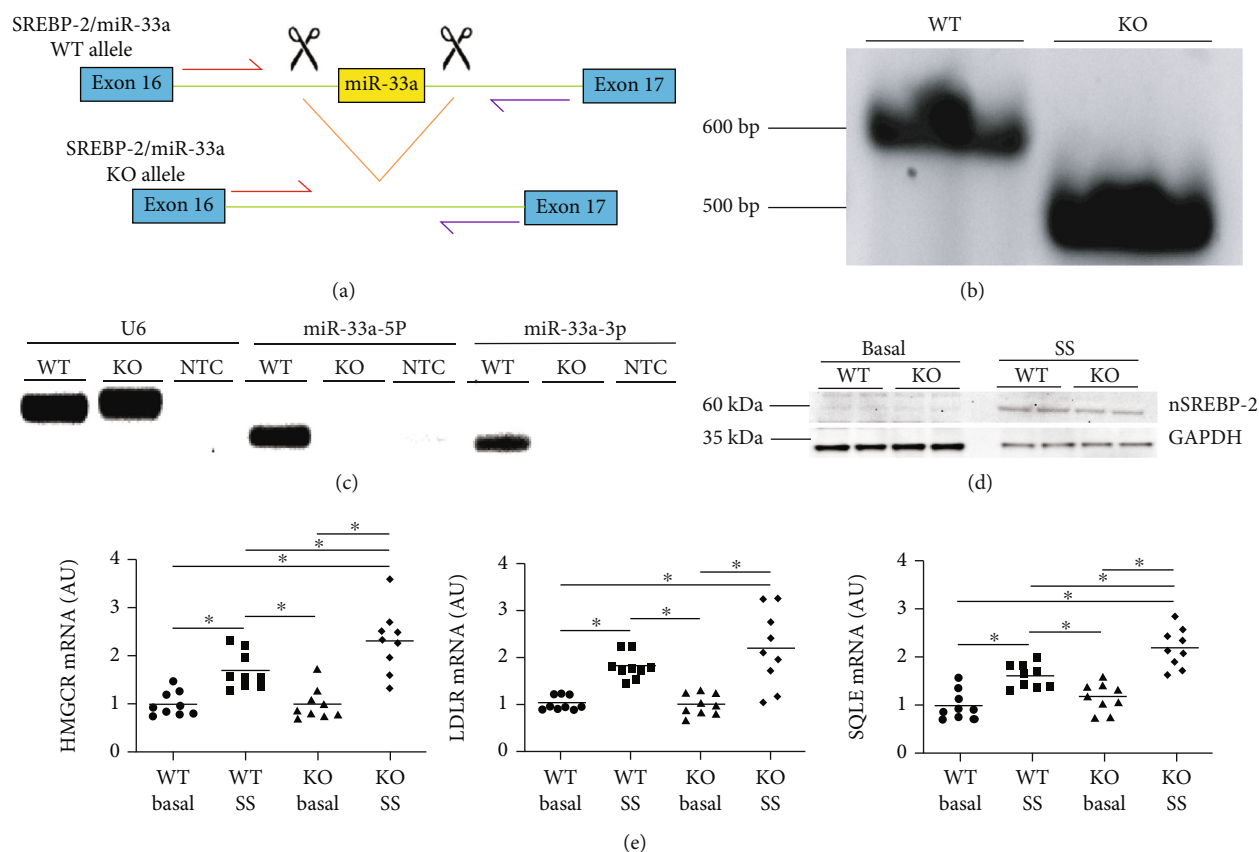 SREBP-2/miR-33a
WT allele
Exon 16
miR-33a
Exon 17
SREBP-2/miR-33a
KO allele
Exon 16
Exon 17
(a)
WT
KO
600 bp
500 bp
(b)
U6
miR-33a-5P
miR-33a-3p
WT
KO
NTC
WT
KO
NTC
WT
KO
NTC
(c)
Basal
SS
WT
KO
WT
KO
60 kDa
nSREBP-2
35 kDa
GAPDH
(d)
HMGCR mRNA (AU)
4
3
2
1
0
*
*
*
*
*
WT
basal
WT
SS
KO
basal
KO
SS
LDLR mRNA (AU)
4
3
2
1
0
*
*
*
*
WT
basal
WT
SS
KO
basal
KO
SS
SQLE mRNA (AU)
4
3
2
1
0
*
*
*
*
*
WT
basal
WT
SS
KO
basal
KO
SS
(e)